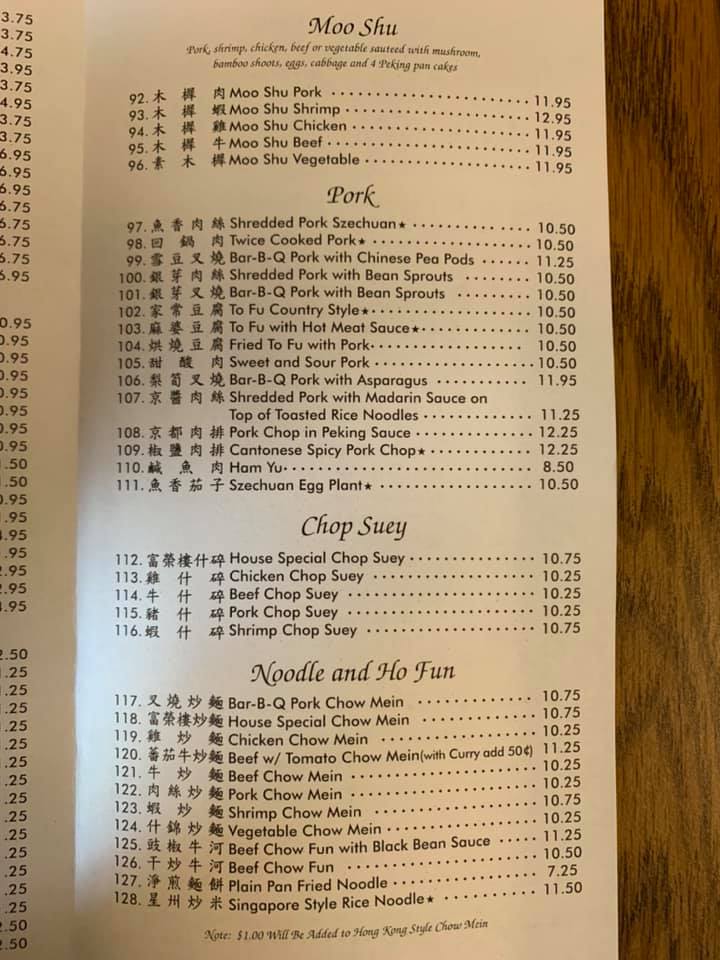 Moo Shu
Pork, shrimp, chicken, beef or vegetable sauteed with mushroom,
bamboo shoots, eggs, cabbage and 4 Peking pan cakes
92. 木樨肉 Moo Shu Pork 11.95
93. 木樨蝦 Moo Shu Shrimp 12.95
94. 木樨雞 Moo Shu Chicken 11.95
95. 木樨牛 Moo Shu Beef 11.95
96. 素木樨 Moo Shu Vegetable 11.95
Pork
97. 魚香肉絲 Shredded Pork Szechuan★ 10.50
98. 回鍋肉 Twice Cooked Pork★ 10.50
99. 雪豆叉燒 Bar-B-Q Pork with Chinese Pea Pods 11.25
100. 銀芽肉絲 Shredded Pork with Bean Sprouts 10.50
101. 銀芽叉燒 Bar-B-Q Pork with Bean Sprouts 10.50
102. 家常豆腐 To Fu Country Style★ 10.50
103. 麻婆豆腐 To Fu with Hot Meat Sauce★ 10.50
104. 烘燒豆腐 Fried To Fu with Pork 10.50
105. 甜酸肉 Sweet and Sour Pork 10.50
106. 梨筍叉燒 Bar-B-Q Pork with Asparagus 11.95
107. 京醬肉絲 Shredded Pork with Madarin Sauce on
Top of Toasted Rice Noodles 11.25
108. 京都肉排 Pork Chop in Peking Sauce 12.25
109. 椒鹽肉排 Cantonese Spicy Pork Chop★ 12.25
110. 鹹魚肉 Ham Yu 8.50
111. 魚香茄子 Szechuan Egg Plant★ 10.50
Chop Suey
112. 富榮樓什碎 House Special Chop Suey 10.75
113. 雞什碎 Chicken Chop Suey 10.25
114. 牛什碎 Beef Chop Suey 10.25
115. 豬什碎 Pork Chop Suey 10.25
116. 蝦什碎 Shrimp Chop Suey 10.75
Noodle and Ho Fun
117. 叉燒炒麵 Bar-B-Q Pork Chow Mein 10.75
118. 富榮樓炒麵 House Special Chow Mein 10.75
119. 雞炒麵 Chicken Chow Mein 10.25
120. 蕃茄牛炒麵 Beef w/ Tomato Chow Mein(with Curry add 50¢) 11.25
121. 牛炒麵 Beef Chow Mein 10.25
122. 肉絲炒麵 Pork Chow Mein 10.25
123. 蝦炒麵 Shrimp Chow Mein 10.75
124. 什錦炒麵 Vegetable Chow Mein 10.25
125. 豉椒牛河 Beef Chow Fun with Black Bean Sauce 11.25
126. 干炒牛河 Beef Chow Fun 10.50
127. 淨煎麵餅 Plain Pan Fried Noodle 7.25
128. 星州炒米 Singapore Style Rice Noodle★ 11.50
Note: $1.00 Will Be Added to Hong Kong Style Chow Mein